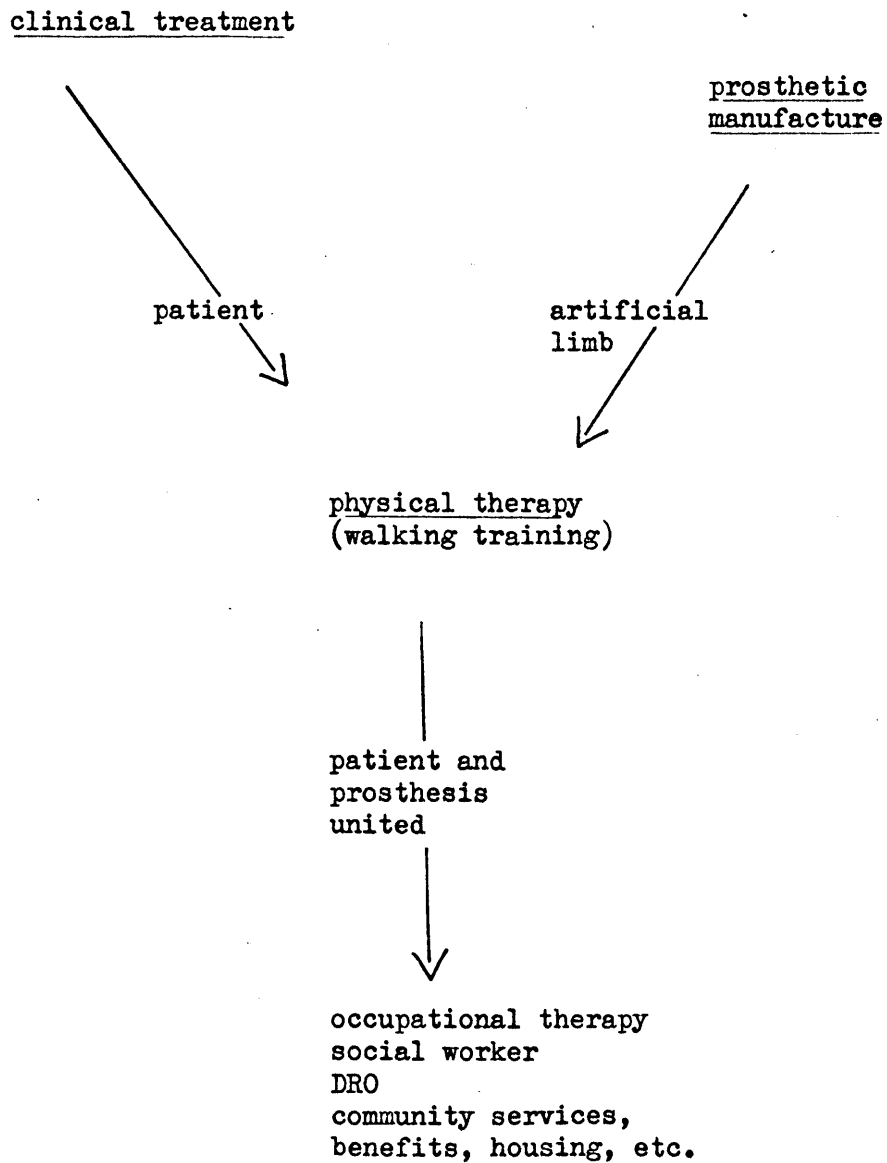 clinical treatment
prosthetic
manufacture
patient
artificial
limb
physical therapy
(walking training)
patient and
prosthesis
united
occupational therapy
social worker
DRO
community services,
benefits, housing, etc.